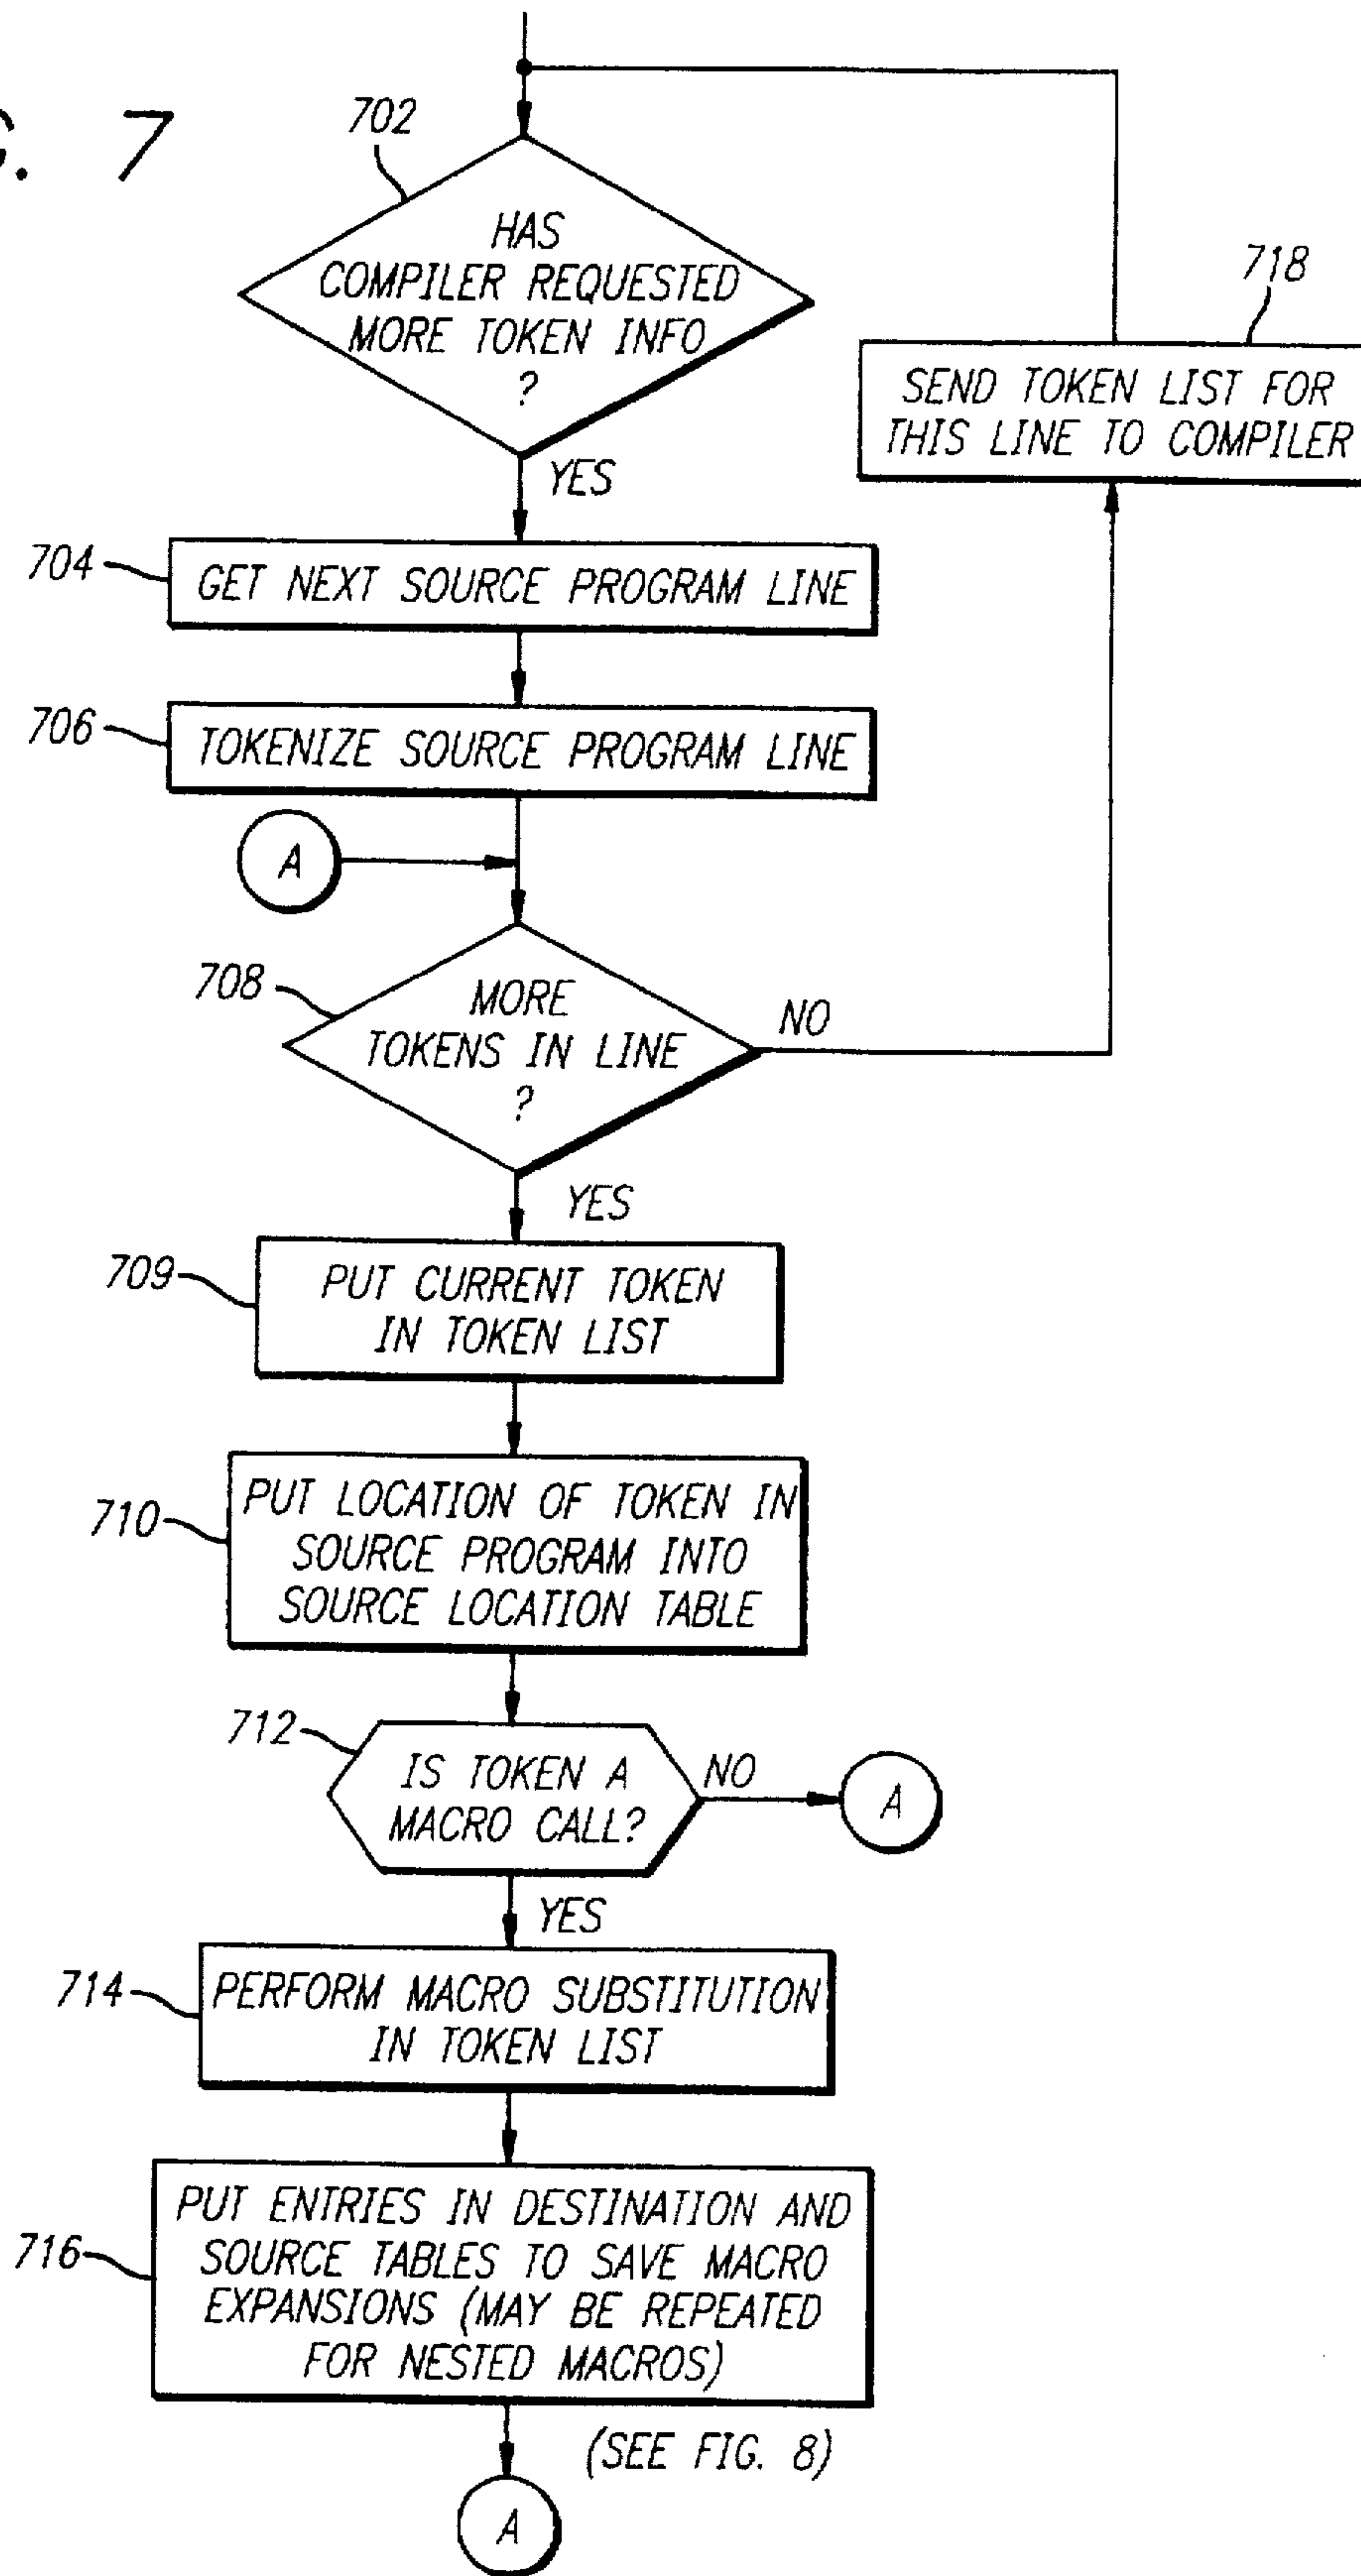 G. 7
702
HAS
COMPILER REQUESTED
MORE TOKEN INFO
?
718
SEND TOKEN LIST FOR
THIS LINE TO COMPILER
YES
704
GET NEXT SOURCE PROGRAM LINE
706
TOKENIZE SOURCE PROGRAM LINE
A
708
MORE
TOKENS IN LINE
?
NO
YES
709
PUT CURRENT TOKEN
IN TOKEN LIST
710
PUT LOCATION OF TOKEN IN
SOURCE PROGRAM INTO
SOURCE LOCATION TABLE
712
IS TOKEN A
MACRO CALL?
NO
A
YES
714
PERFORM MACRO SUBSTITUTION
IN TOKEN LIST
716
PUT ENTRIES IN DESTINATION AND
SOURCE TABLES TO SAVE MACRO
EXPANSIONS (MAY BE REPEATED
FOR NESTED MACROS)
(SEE FIG. 8)
A